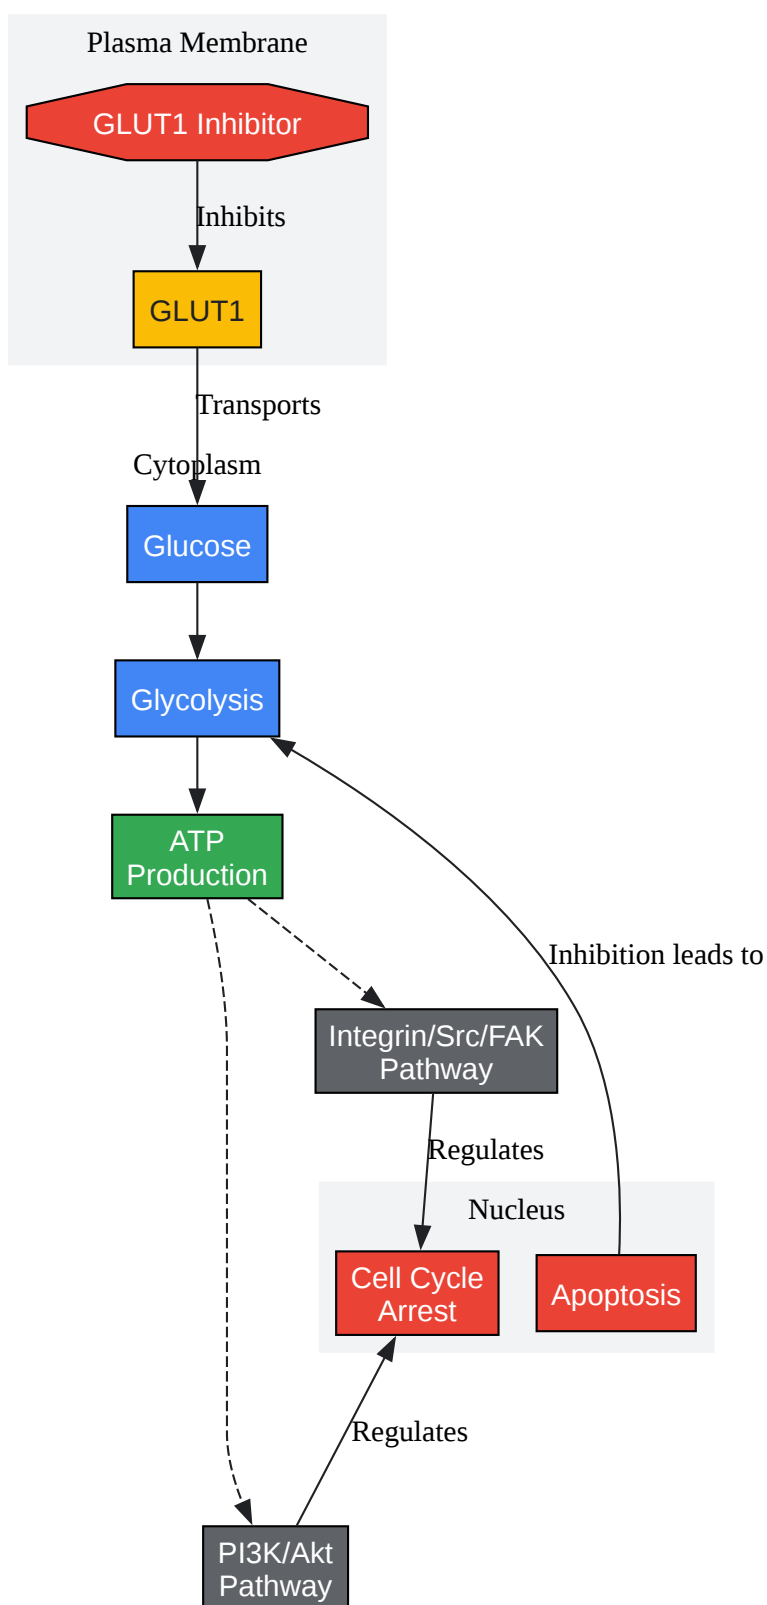 Plasma Membrane
GLUT1 Inhibitor
Inhibits
GLUT1
Transports
Cytoplasm
Glucose
Glycolysis
ATP
Production
Inhibition leads to
Integrin/Src/FAK
Pathway
Regulates
Nucleus
Cell Cycle
Arrest
Apoptosis
Regulates
PI3K/Akt
Pathway